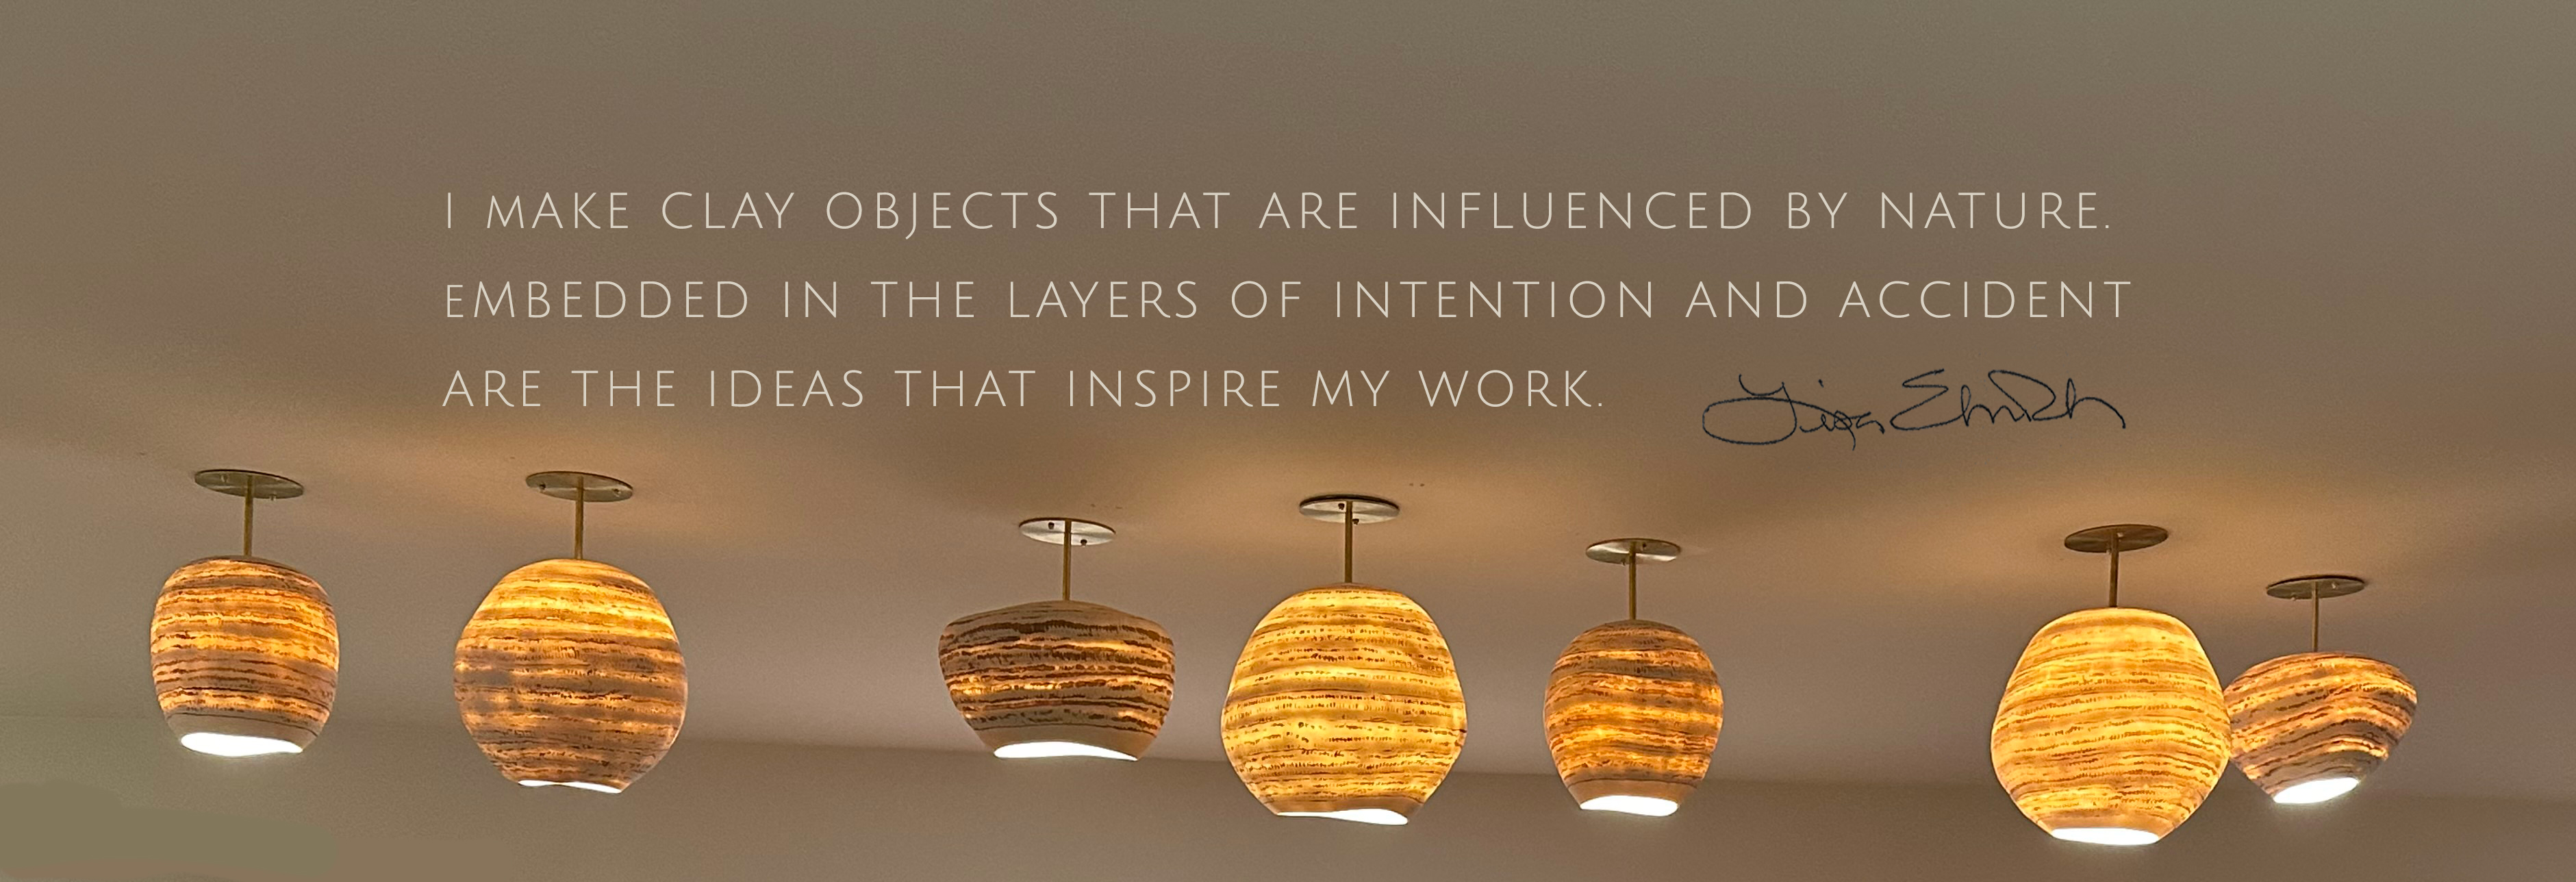 I MAKE CLAY OBJECTS THAT ARE INFLUENCED BY NATURE.
EMBEDDED IN THE LAYERS OF INTENTION AND ACCIDENT
ARE THE IDEAS THAT INSPIRE MY WORK.